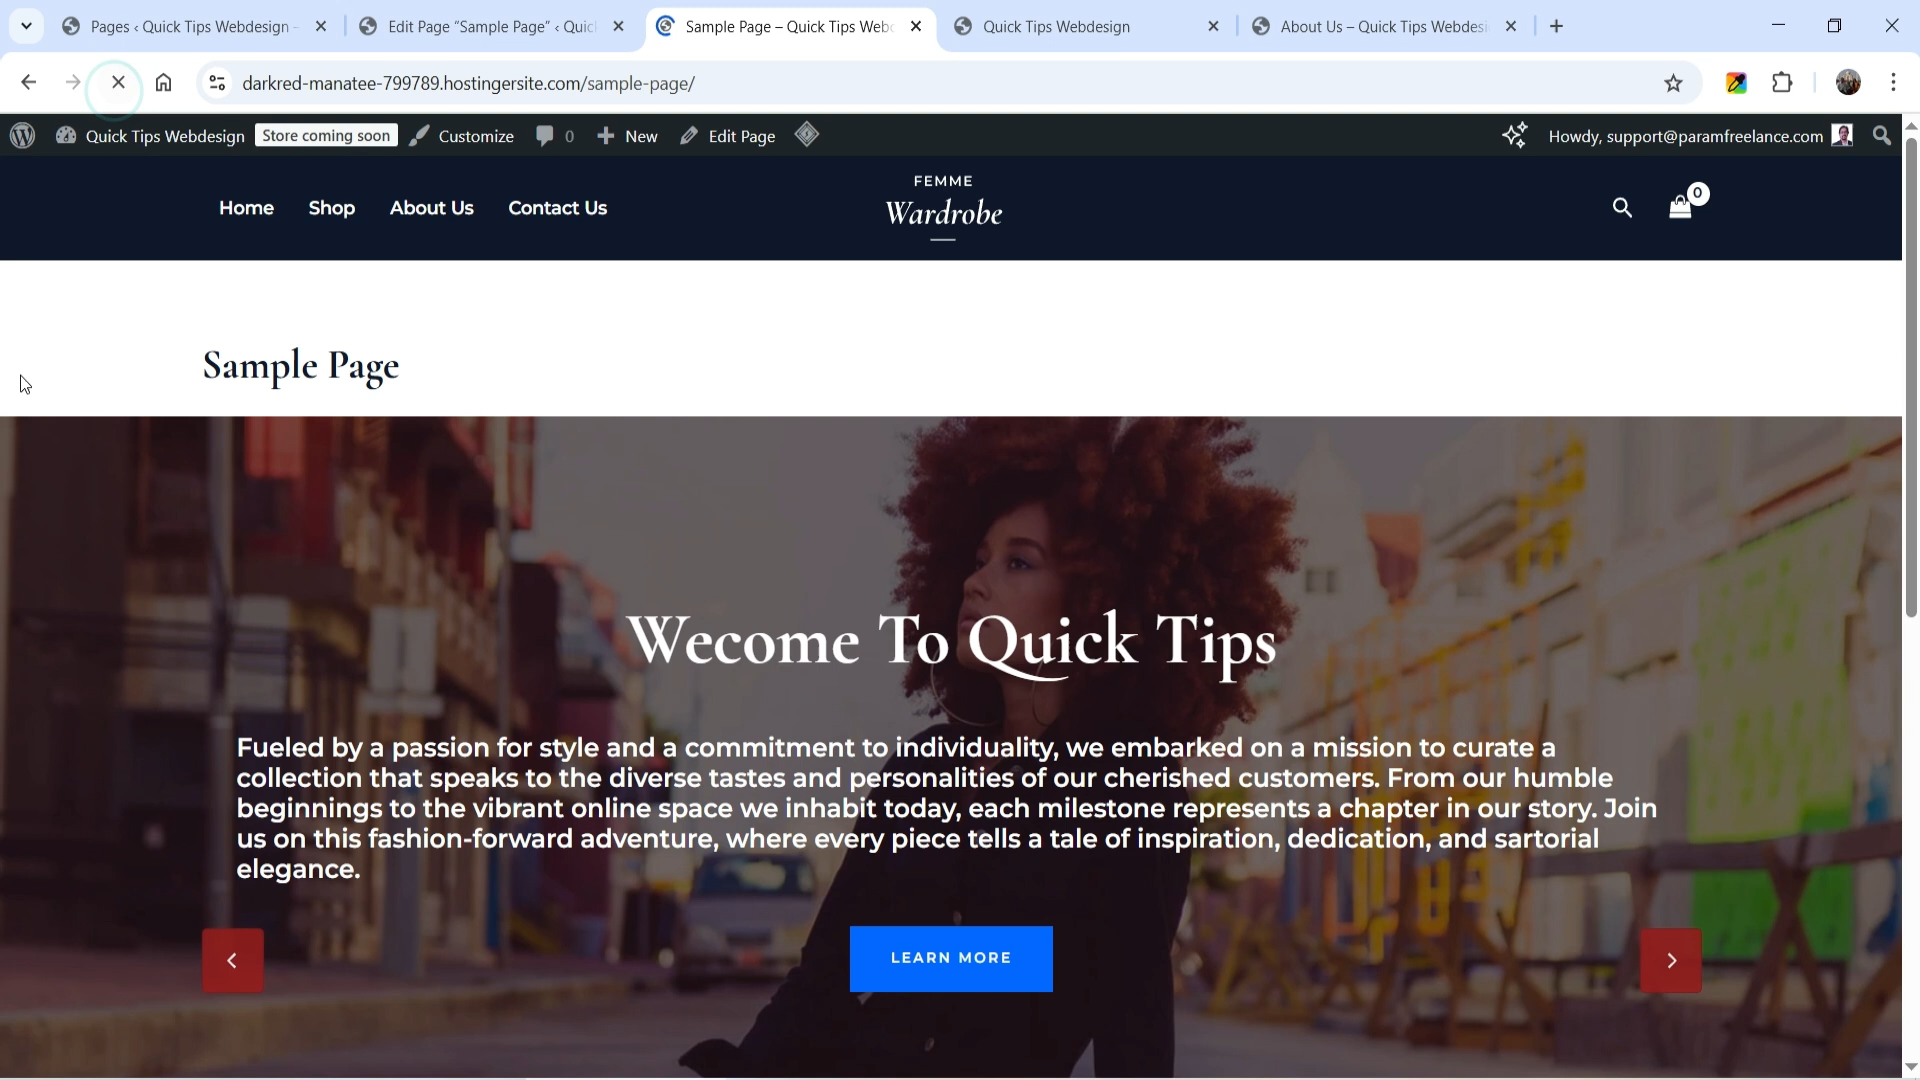 Pages ‹ Quick Tips Webdesign -
Edit Page “Sample Page” ‹ Quic
Sample Page – Quick Tips Webd
Quick Tips Webdesign
About Us – Quick Tips Webdesi
darkred-manatee-799789.hostingersite.com/sample-page/
Quick Tips Webdesign
Store coming soon
Customize
0
New
Edit Page
Howdy, support@paramfreelance.com
Home
Shop
About Us
Contact Us
FEMME
Wardrobe
0
Sample Page
Wecome To Quick Tips
Fueled by a passion for style and a commitment to individuality, we embarked on a mission to curate a
collection that speaks to the diverse tastes and personalities of our cherished customers. From our humble
beginnings to the vibrant online space we inhabit today, each milestone represents a chapter in our story. Join
us on this fashion-forward adventure, where every piece tells a tale of inspiration, dedication, and sartorial
elegance.
LEARN MORE